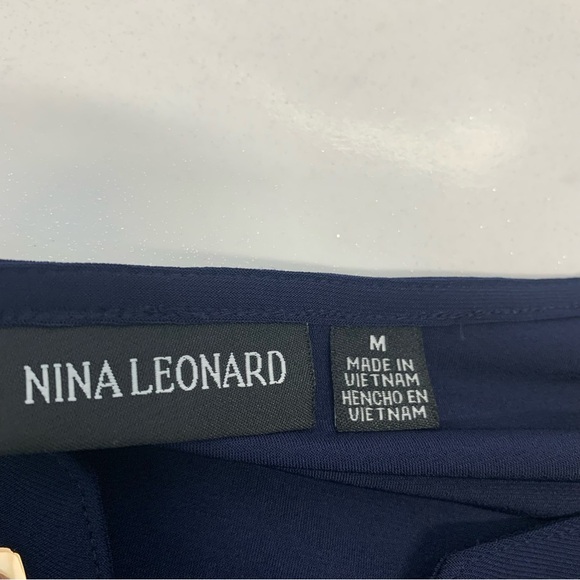 NINA LEONARD
M
MADE IN
VIETNAM
HENCHO EN
VIETNAM